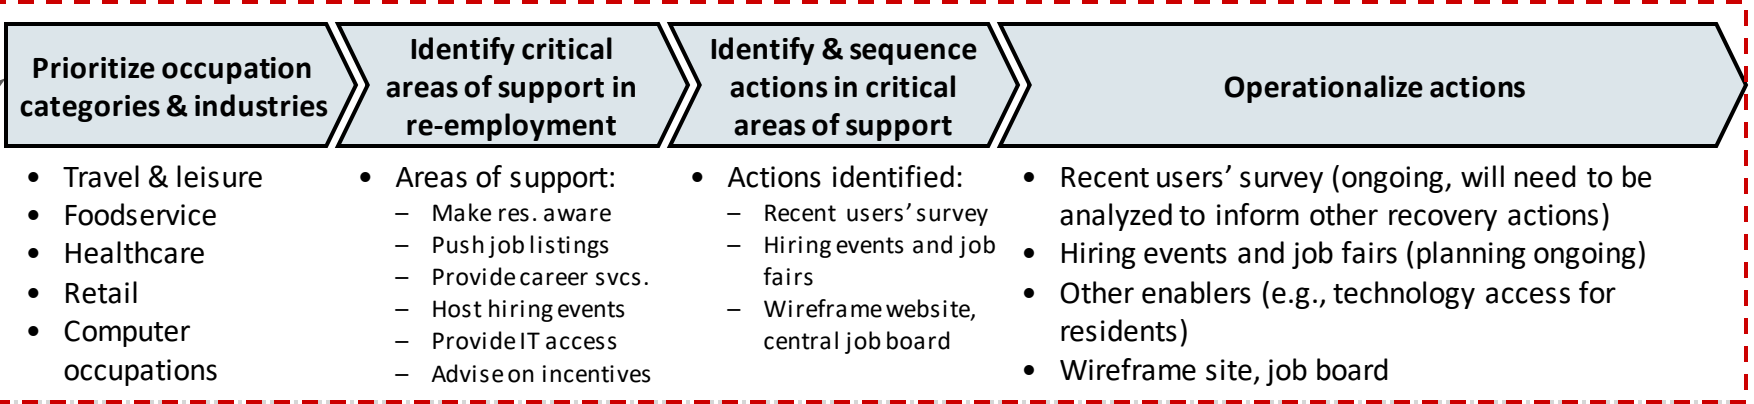 Prioritize occupation
categories & industries
Identify critical
areas of support in
re-employment
Identify & sequence
actions in critical
areas of support
Operationalize actions
• Travel & leisure
• Foodservice
• Healthcare
• Retail
• Computer
occupations
• Areas of support:
– Make res. aware
– Push job listings
– Provide career svcs.
– Host hiring events
– Provide IT access
– Advise on incentives
• Actions identified:
– Recent users’ survey
– Hiring events and job
fairs
– Wireframe website,
central job board
• Recent users’ survey (ongoing, will need to be
analyzed to inform other recovery actions)
• Hiring events and job fairs (planning ongoing)
• Other enablers (e.g., technology access for
residents)
• Wireframe site, job board